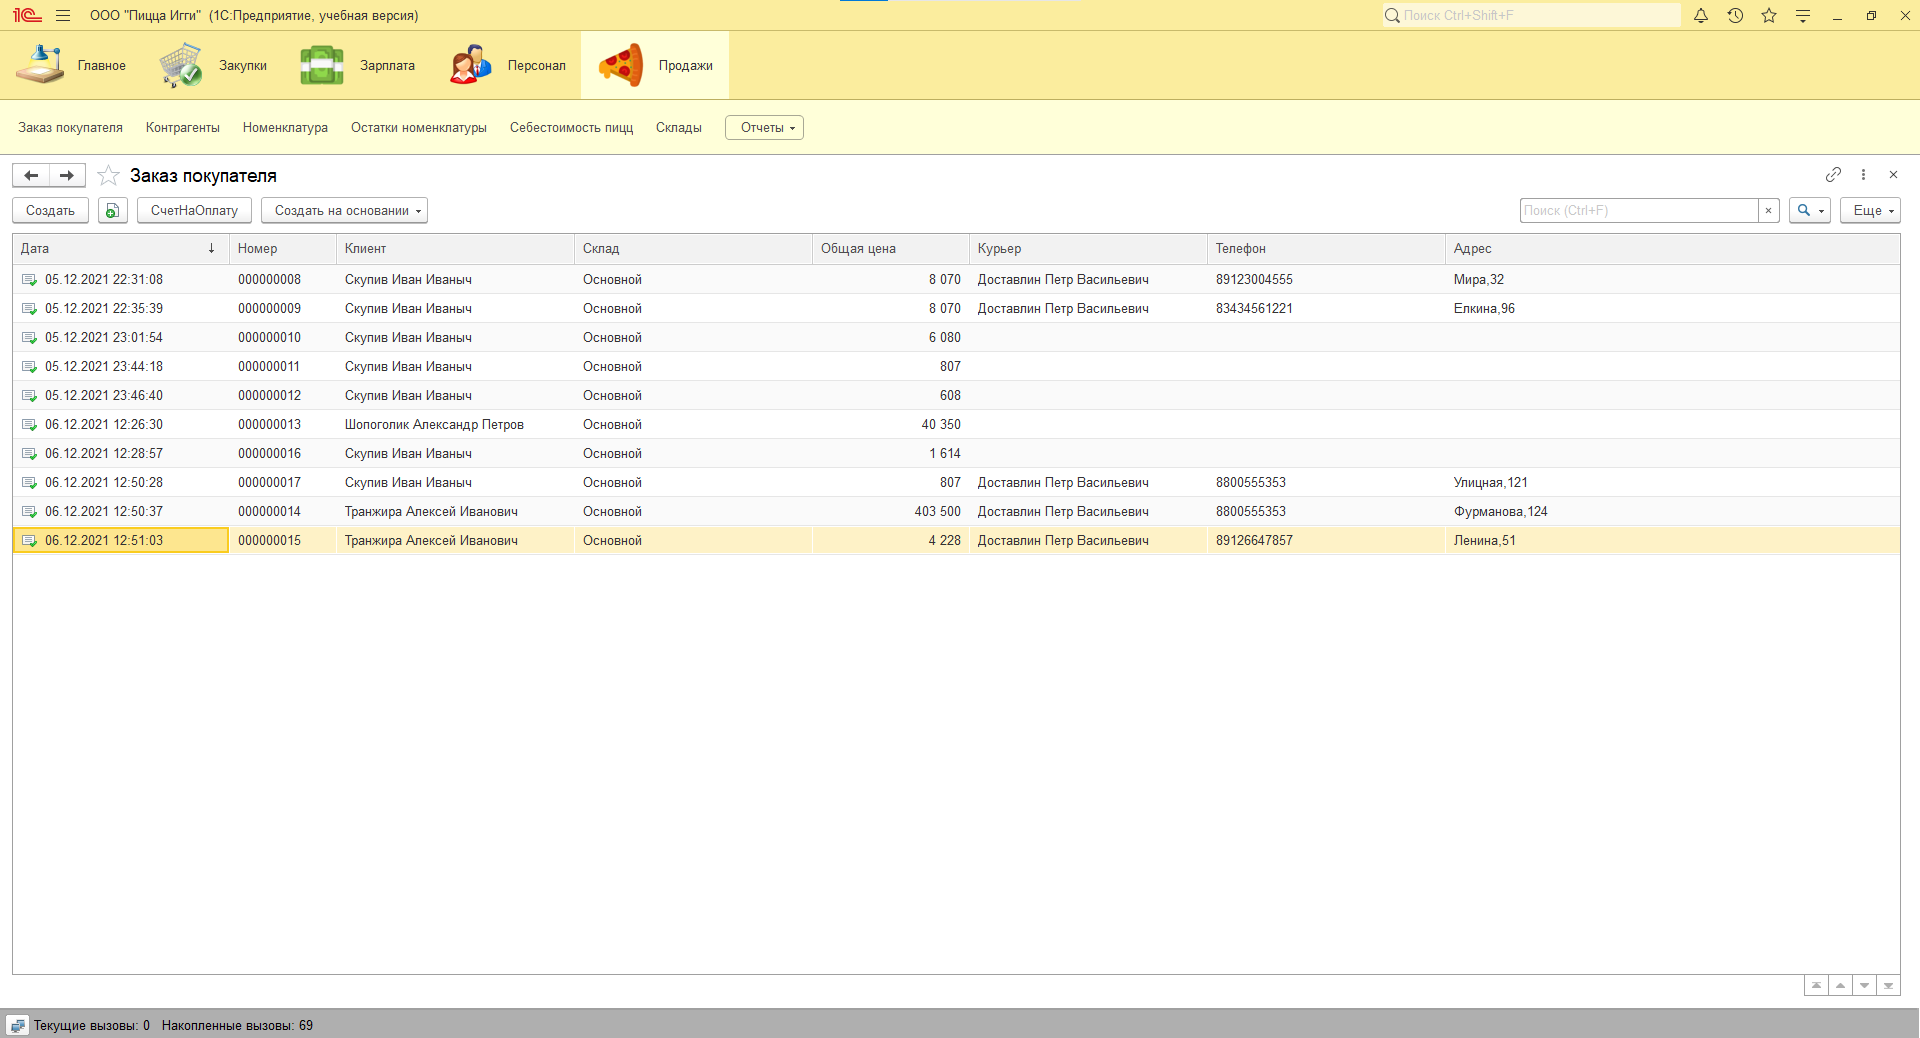 1С ООО "Пицца Игги" (1С:Предприятие, учебная версия) Поиск Ctrl+Shift+F
Главное Закупки Зарплата Персонал Продажи
Заказ покупателя Контрагенты Номенклатура Остатки номенклатуры Себестоимость пицц Склады Отчеты
Заказ покупателя
Создать СчетНаОплату Создать на основании Поиск (Ctrl+F) Еще
Дата Номер Клиент Склад Общая цена Курьер Телефон Адрес
05.12.2021 22:31:08 000000008 Скупив Иван Иваныч Основной 8 070 Доставлин Петр Васильевич 89123004555 Мира,32
05.12.2021 22:35:39 000000009 Скупив Иван Иваныч Основной 8 070 Доставлин Петр Васильевич 83434561221 Елкина,96
05.12.2021 23:01:54 000000010 Скупив Иван Иваныч Основной 6 080
05.12.2021 23:44:18 000000011 Скупив Иван Иваныч Основной 807
05.12.2021 23:46:40 000000012 Скупив Иван Иваныч Основной 608
06.12.2021 12:26:30 000000013 Шопоголик Александр Петров Основной 40 350
06.12.2021 12:28:57 000000016 Скупив Иван Иваныч Основной 1 614
06.12.2021 12:50:28 000000017 Скупив Иван Иваныч Основной 807 Доставлин Петр Васильевич 8800555353 Улицная,121
06.12.2021 12:50:37 000000014 Транжира Алексей Иванович Основной 403 500 Доставлин Петр Васильевич 8800555353 Фурманова,124
06.12.2021 12:51:03 000000015 Транжира Алексей Иванович Основной 4 228 Доставлин Петр Васильевич 89126647857 Ленина,51
Текущие вызовы: 0 Накопленные вызовы: 69